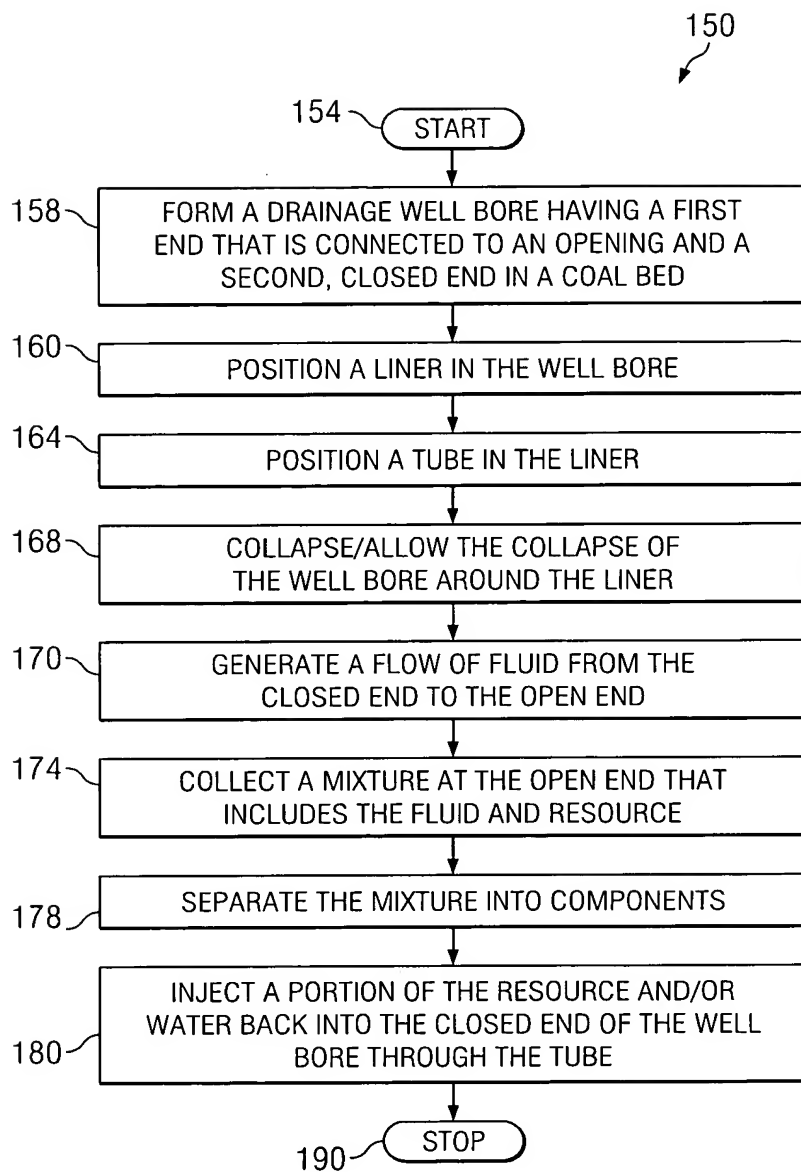 150
154
START
158
FORM A DRAINAGE WELL BORE HAVING A FIRST
END THAT IS CONNECTED TO AN OPENING AND A
SECOND, CLOSED END IN A COAL BED
160
POSITION A LINER IN THE WELL BORE
164
POSITION A TUBE IN THE LINER
168
COLLAPSE/ALLOW THE COLLAPSE OF
THE WELL BORE AROUND THE LINER
170
GENERATE A FLOW OF FLUID FROM THE
CLOSED END TO THE OPEN END
174
COLLECT A MIXTURE AT THE OPEN END THAT
INCLUDES THE FLUID AND RESOURCE
178
SEPARATE THE MIXTURE INTO COMPONENTS
180
INJECT A PORTION OF THE RESOURCE AND/OR
WATER BACK INTO THE CLOSED END OF THE WELL
BORE THROUGH THE TUBE
190
STOP